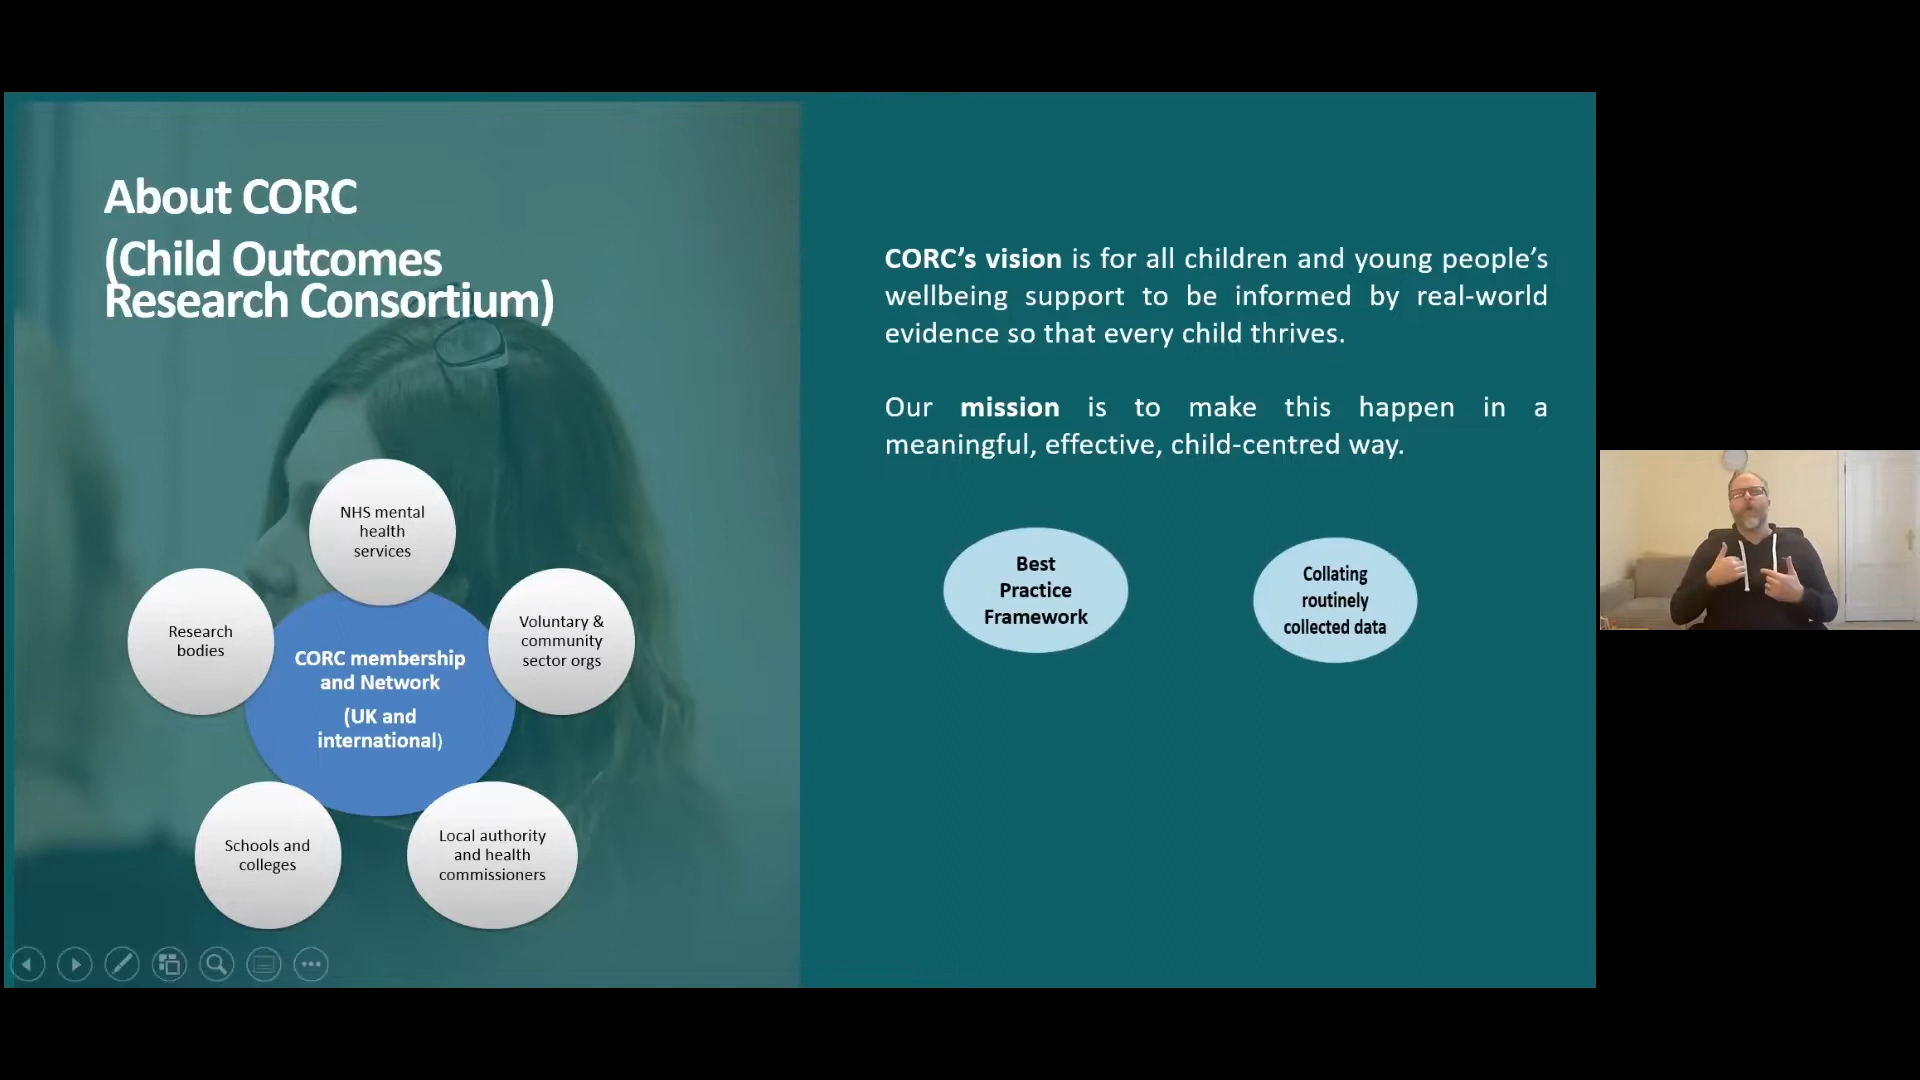 About CORC
(Child Outcomes
Research Consortium)
NHS mental
health
services
Research
bodies
Voluntary &
community
sector orgs
CORC membership
and Network
(UK and
international)
Schools and
colleges
Local authority
and health
commissioners
CORC’s vision is for all children and young people’s
wellbeing support to be informed by real-world
evidence so that every child thrives.
Our mission is to make this happen in a
meaningful, effective, child-centred way.
Best
Practice
Framework
Collating
routinely
collected data